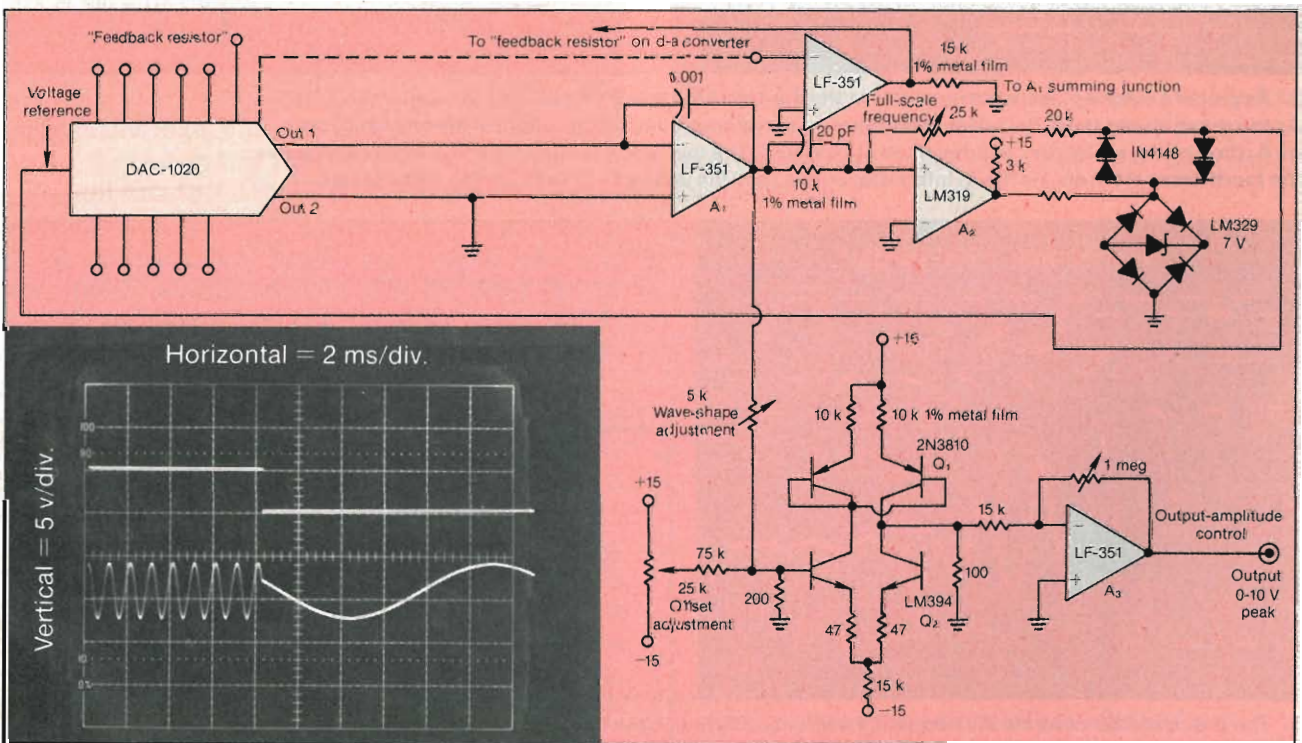 "Feedback resistor"
Voltage
reference
DAC-1020
Out 1
Out 2
To "feedback resistor" on d-a converter
−
+
LF-351
15 k
1% metal film
To A₁ summing junction
0.001
−
+
LF-351
A₁
20 pF
10 k
1% metal film
Full-scale
frequency
25 k
20 k
+15
3 k
+
LM319
A₂
IN4148
LM329
7 V
Horizontal = 2 ms/div.
Vertical = 5 v/div.
100
90
10
0%
5 k
Wave-shape
adjustment
+15
75 k
25 k
Offset
adjustment
−15
200
+15
10 k
10 k 1% metal film
2N3810
Q₁
LM394
Q₂
47
47
15 k
−15
100
15 k
1 meg
−
+
LF-351
A₃
Output-amplitude
control
Output
0-10 V
peak